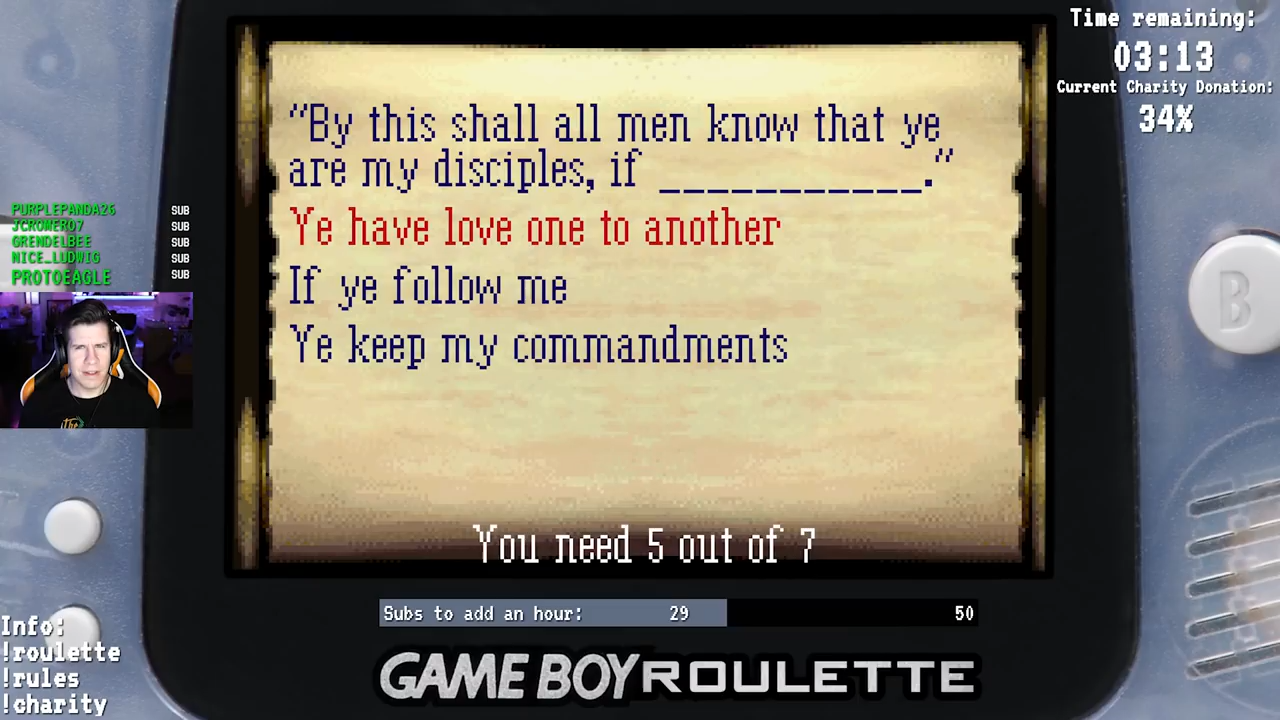 Time remaining:
03:13
Current Charity Donation:
34%
“By this shall all men know that ye
are my disciples, if ___________.”
Ye have love one to another
If ye follow me
Ye keep my commandments
You need 5 out of 7
PURPLEPANDA26 SUB
JCROMERO7 SUB
GRENDELBEE SUB
NICE_LUDWIG SUB
PROTOEAGLE SUB
B
Subs to add an hour: 29 50
Info:
!roulette
!rules
!charity
GAME BOY ROULETTE